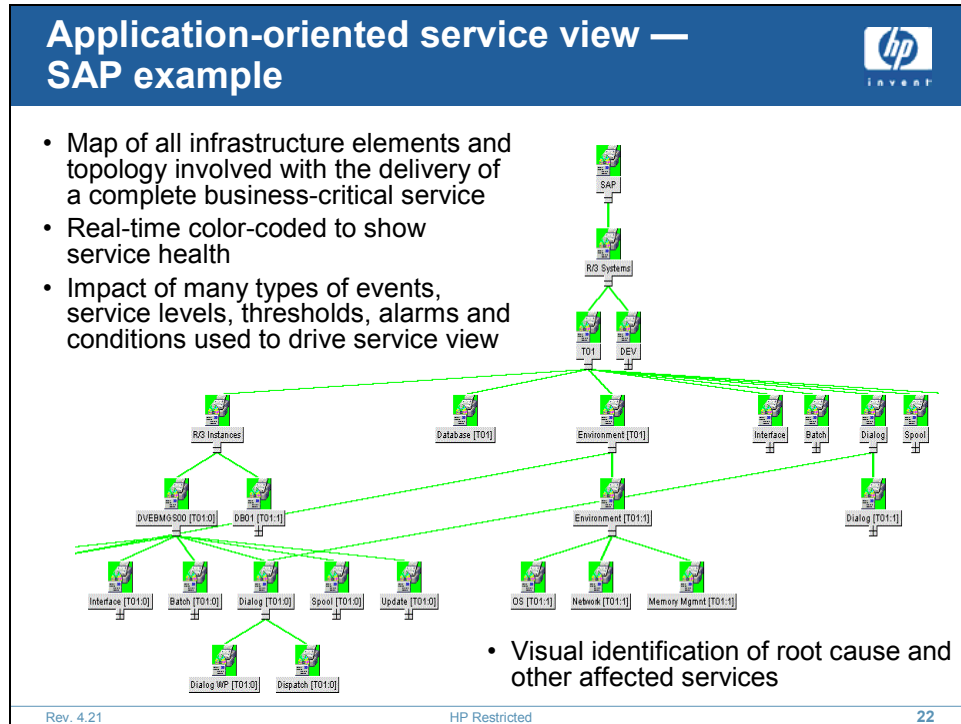 Application-oriented service view —
SAP example
hp
invent
• Map of all infrastructure elements and
topology involved with the delivery of
a complete business-critical service
• Real-time color-coded to show
service health
• Impact of many types of events,
service levels, thresholds, alarms and
conditions used to drive service view
SAP
R/3 Systems
T01
DEV
R/3 Instances
Database [T01]
Environment [T01]
Interface
Batch
Dialog
Spool
DVEBMGS00 [T01:0]
DB01 [T01:1]
Environment [T01:1]
Dialog [T01:1]
Interface [T01:0]
Batch [T01:0]
Dialog [T01:0]
Spool [T01:0]
Update [T01:0]
OS [T01:1]
Network [T01:1]
Memory Mgmnt [T01:1]
Dialog WP [T01:0]
Dispatch [T01:0]
• Visual identification of root cause and
other affected services
Rev. 4.21
HP Restricted
22